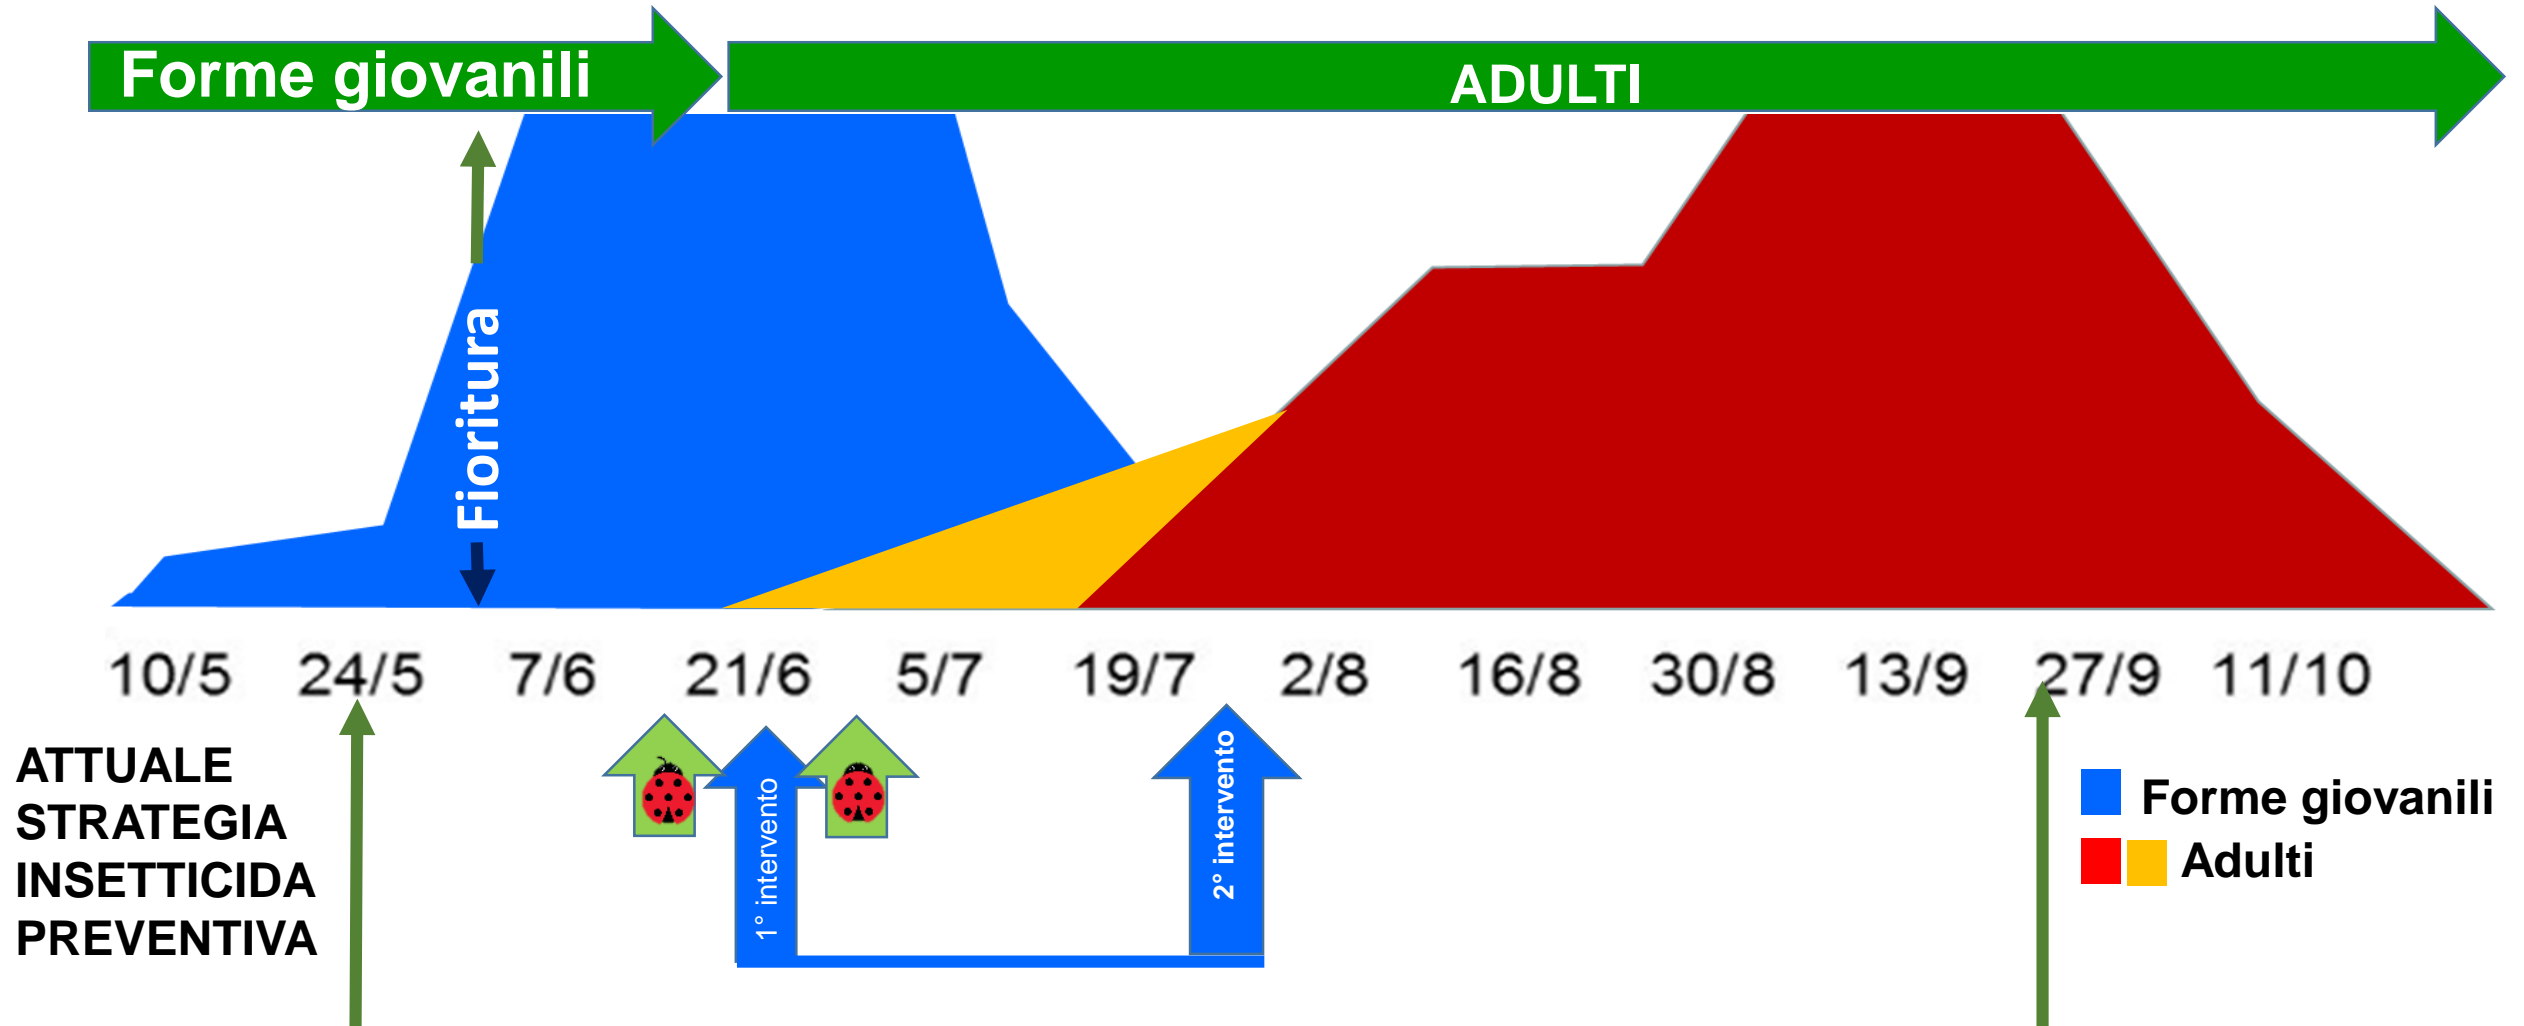 Forme giovanili
ADULTI
Fioritura
10/5 24/5 7/6 21/6 5/7 19/7 2/8 16/8 30/8 13/9 27/9 11/10
ATTUALE
STRATEGIA
INSETTICIDA
PREVENTIVA
1° intervento
2° intervento
Forme giovanili
Adulti